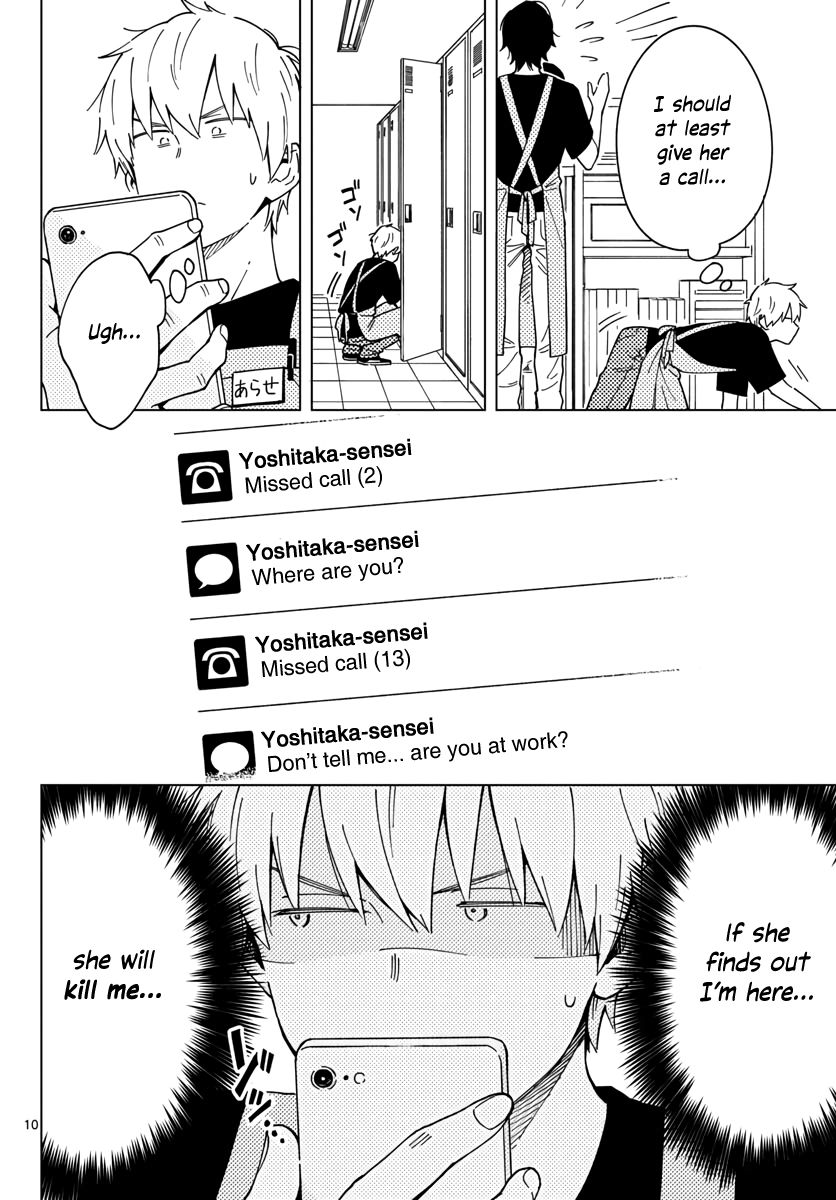 I should
at least
give her
a call...
ゴン
ゴン
Ugh...
あらせ
Yoshitaka-sensei
Missed call (2)
Yoshitaka-sensei
Where are you?
Yoshitaka-sensei
Missed call (13)
Yoshitaka-sensei
Don't tell me... are you at work?
If she
finds out
I'm here...
she will
kill me...
10